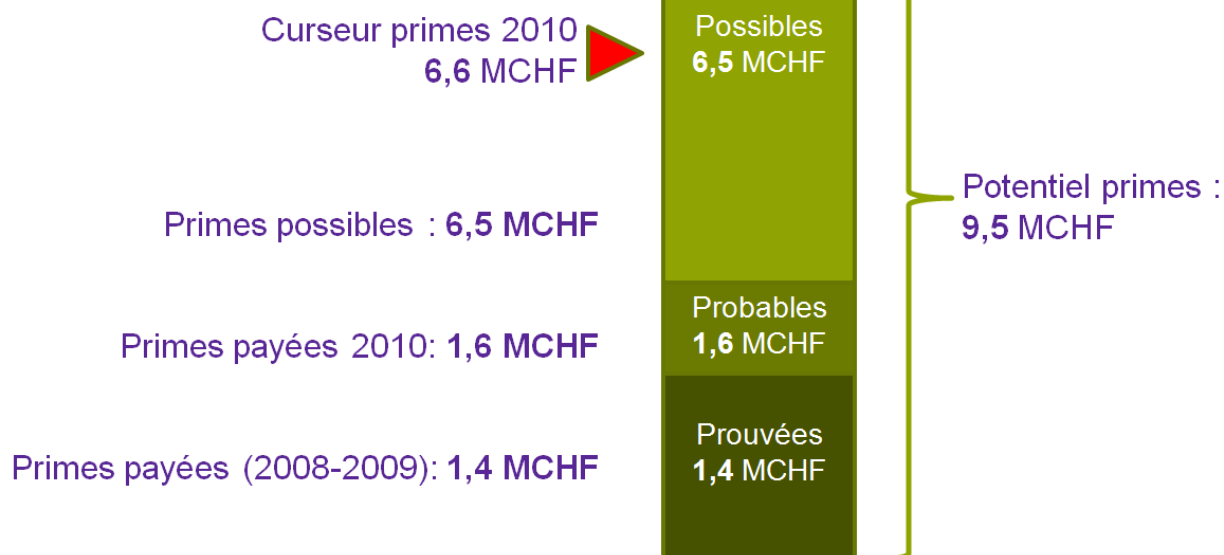 Curseur primes 2010
6,6 MCHF
Possibles
6,5 MCHF
Potentiel primes :
9,5 MCHF
Primes possibles : 6,5 MCHF
Probables
1,6 MCHF
Primes payées 2010: 1,6 MCHF
Prouvées
1,4 MCHF
Primes payées (2008-2009): 1,4 MCHF